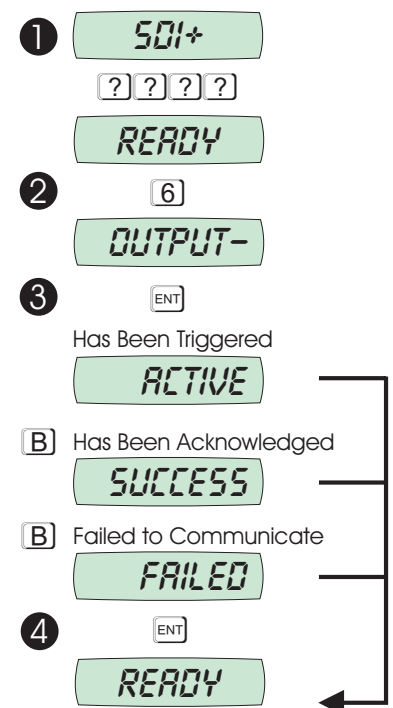 1 SDI+
? ? ? ?
READY
2 6
OUTPUT-
3 ENT
Has Been Triggered
ACTIVE
B Has Been Acknowledged
SUCCESS
B Failed to Communicate
FAILED
4 ENT
READY